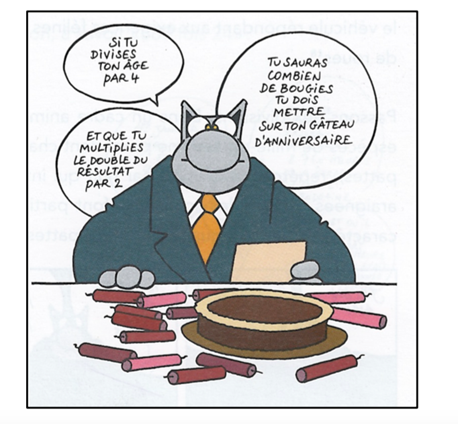 SI TU
DIVISES
TON ÂGE
PAR 4
ET QUE TU
MULTIPLIES
LE DOUBLE DU
RÉSULTAT
PAR 2
TU SAURAS
COMBIEN
DE BOUGIES
TU DOIS
METTRE
SUR TON GÂTEAU
D'ANNIVERSAIRE